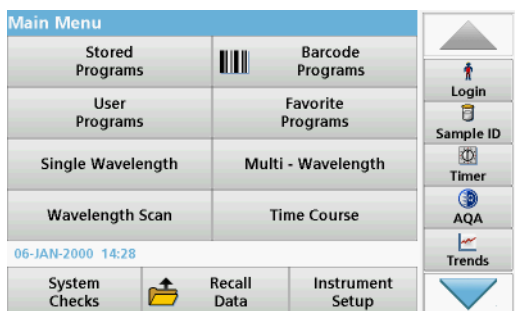 Main Menu
Stored
Programs
Barcode
Programs
User
Programs
Favorite
Programs
Single Wavelength
Multi - Wavelength
Wavelength Scan
Time Course
06-JAN-2000 14:28
System
Checks
Recall
Data
Instrument
Setup
Login
Sample ID
Timer
AQA
Trends